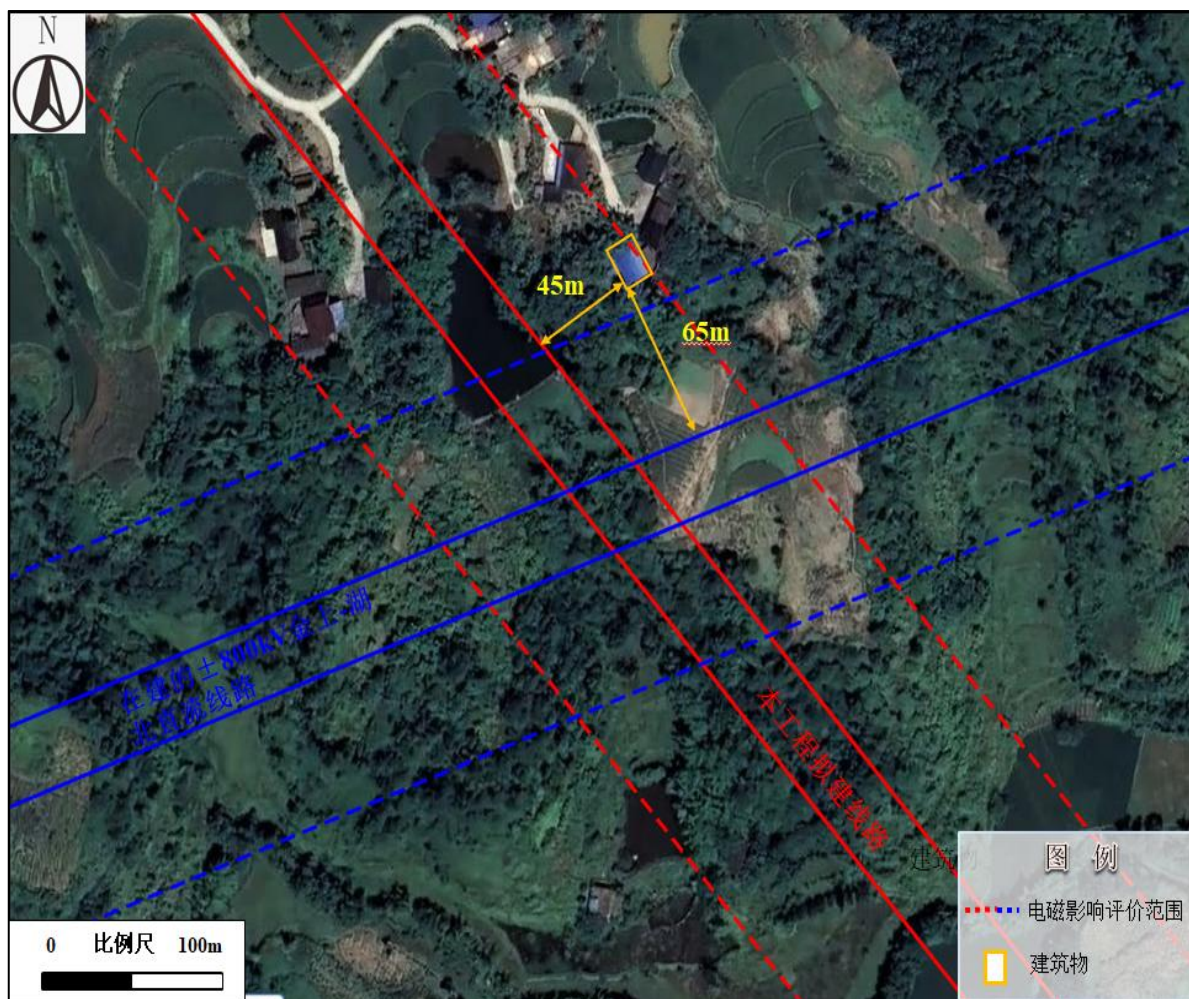 N
45m
65m
在建的±800kV金上-湖
北直流线路
本工程拟建线路
建筑物
图 例
电磁影响评价范围
建筑物
0 比例尺 100m